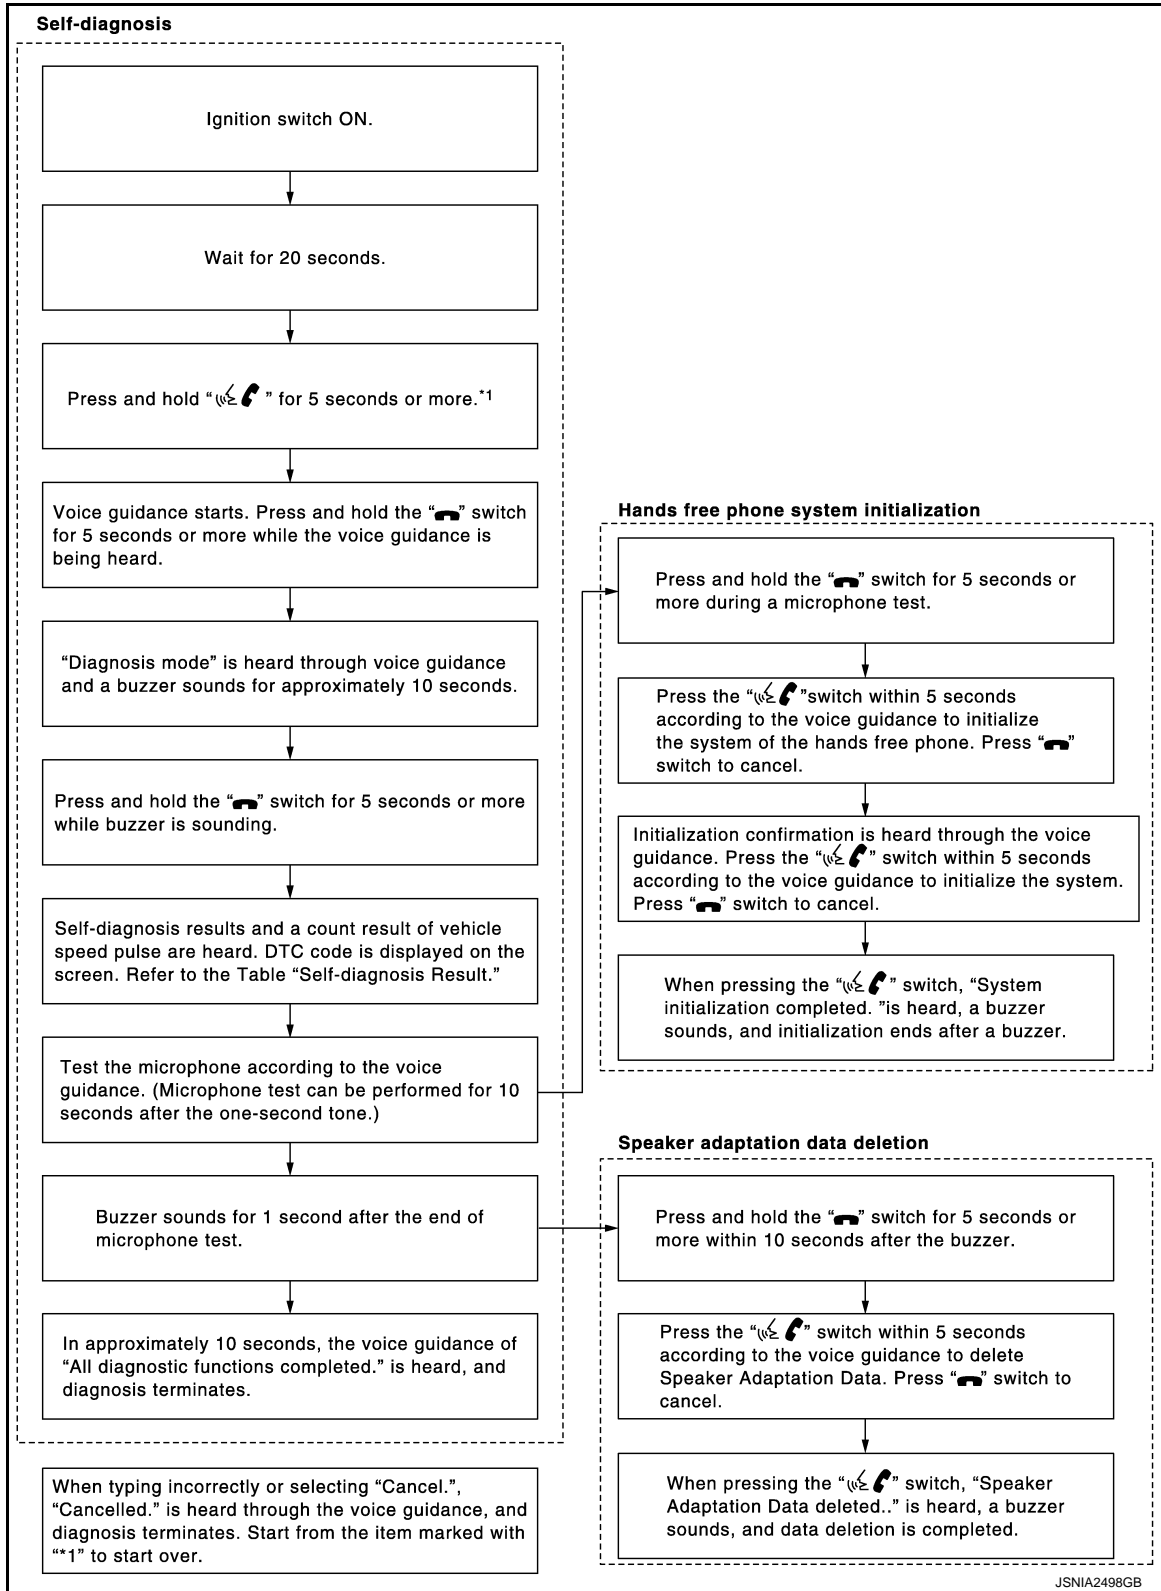 Self-diagnosis
Ignition switch ON.
Wait for 20 seconds.
Press and hold “ ” for 5 seconds or more.*1
Voice guidance starts. Press and hold the “ ” switch
for 5 seconds or more while the voice guidance is
being heard.
“Diagnosis mode” is heard through voice guidance
and a buzzer sounds for approximately 10 seconds.
Press and hold the “ ” switch for 5 seconds or more
while buzzer is sounding.
Self-diagnosis results and a count result of vehicle
speed pulse are heard. DTC code is displayed on the
screen. Refer to the Table “Self-diagnosis Result.”
Test the microphone according to the voice
guidance. (Microphone test can be performed for 10
seconds after the one-second tone.)
Buzzer sounds for 1 second after the end of
microphone test.
In approximately 10 seconds, the voice guidance of
“All diagnostic functions completed.” is heard, and
diagnosis terminates.
When typing incorrectly or selecting “Cancel.”,
“Cancelled.” is heard through the voice guidance, and
diagnosis terminates. Start from the item marked with
“*1” to start over.
Hands free phone system initialization
Press and hold the “ ” switch for 5 seconds or
more during a microphone test.
Press the “ ”switch within 5 seconds
according to the voice guidance to initialize
the system of the hands free phone. Press “ ”
switch to cancel.
Initialization confirmation is heard through the voice
guidance. Press the “ ” switch within 5 seconds
according to the voice guidance to initialize the system.
Press “ ” switch to cancel.
When pressing the “ ” switch, “System
initialization completed. ”is heard, a buzzer
sounds, and initialization ends after a buzzer.
Speaker adaptation data deletion
Press and hold the “ ” switch for 5 seconds or
more within 10 seconds after the buzzer.
Press the “ ” switch within 5 seconds
according to the voice guidance to delete
Speaker Adaptation Data. Press “ ” switch to
cancel.
When pressing the “ ” switch, “Speaker
Adaptation Data deleted..” is heard, a buzzer
sounds, and data deletion is completed.
JSNIA2498GB